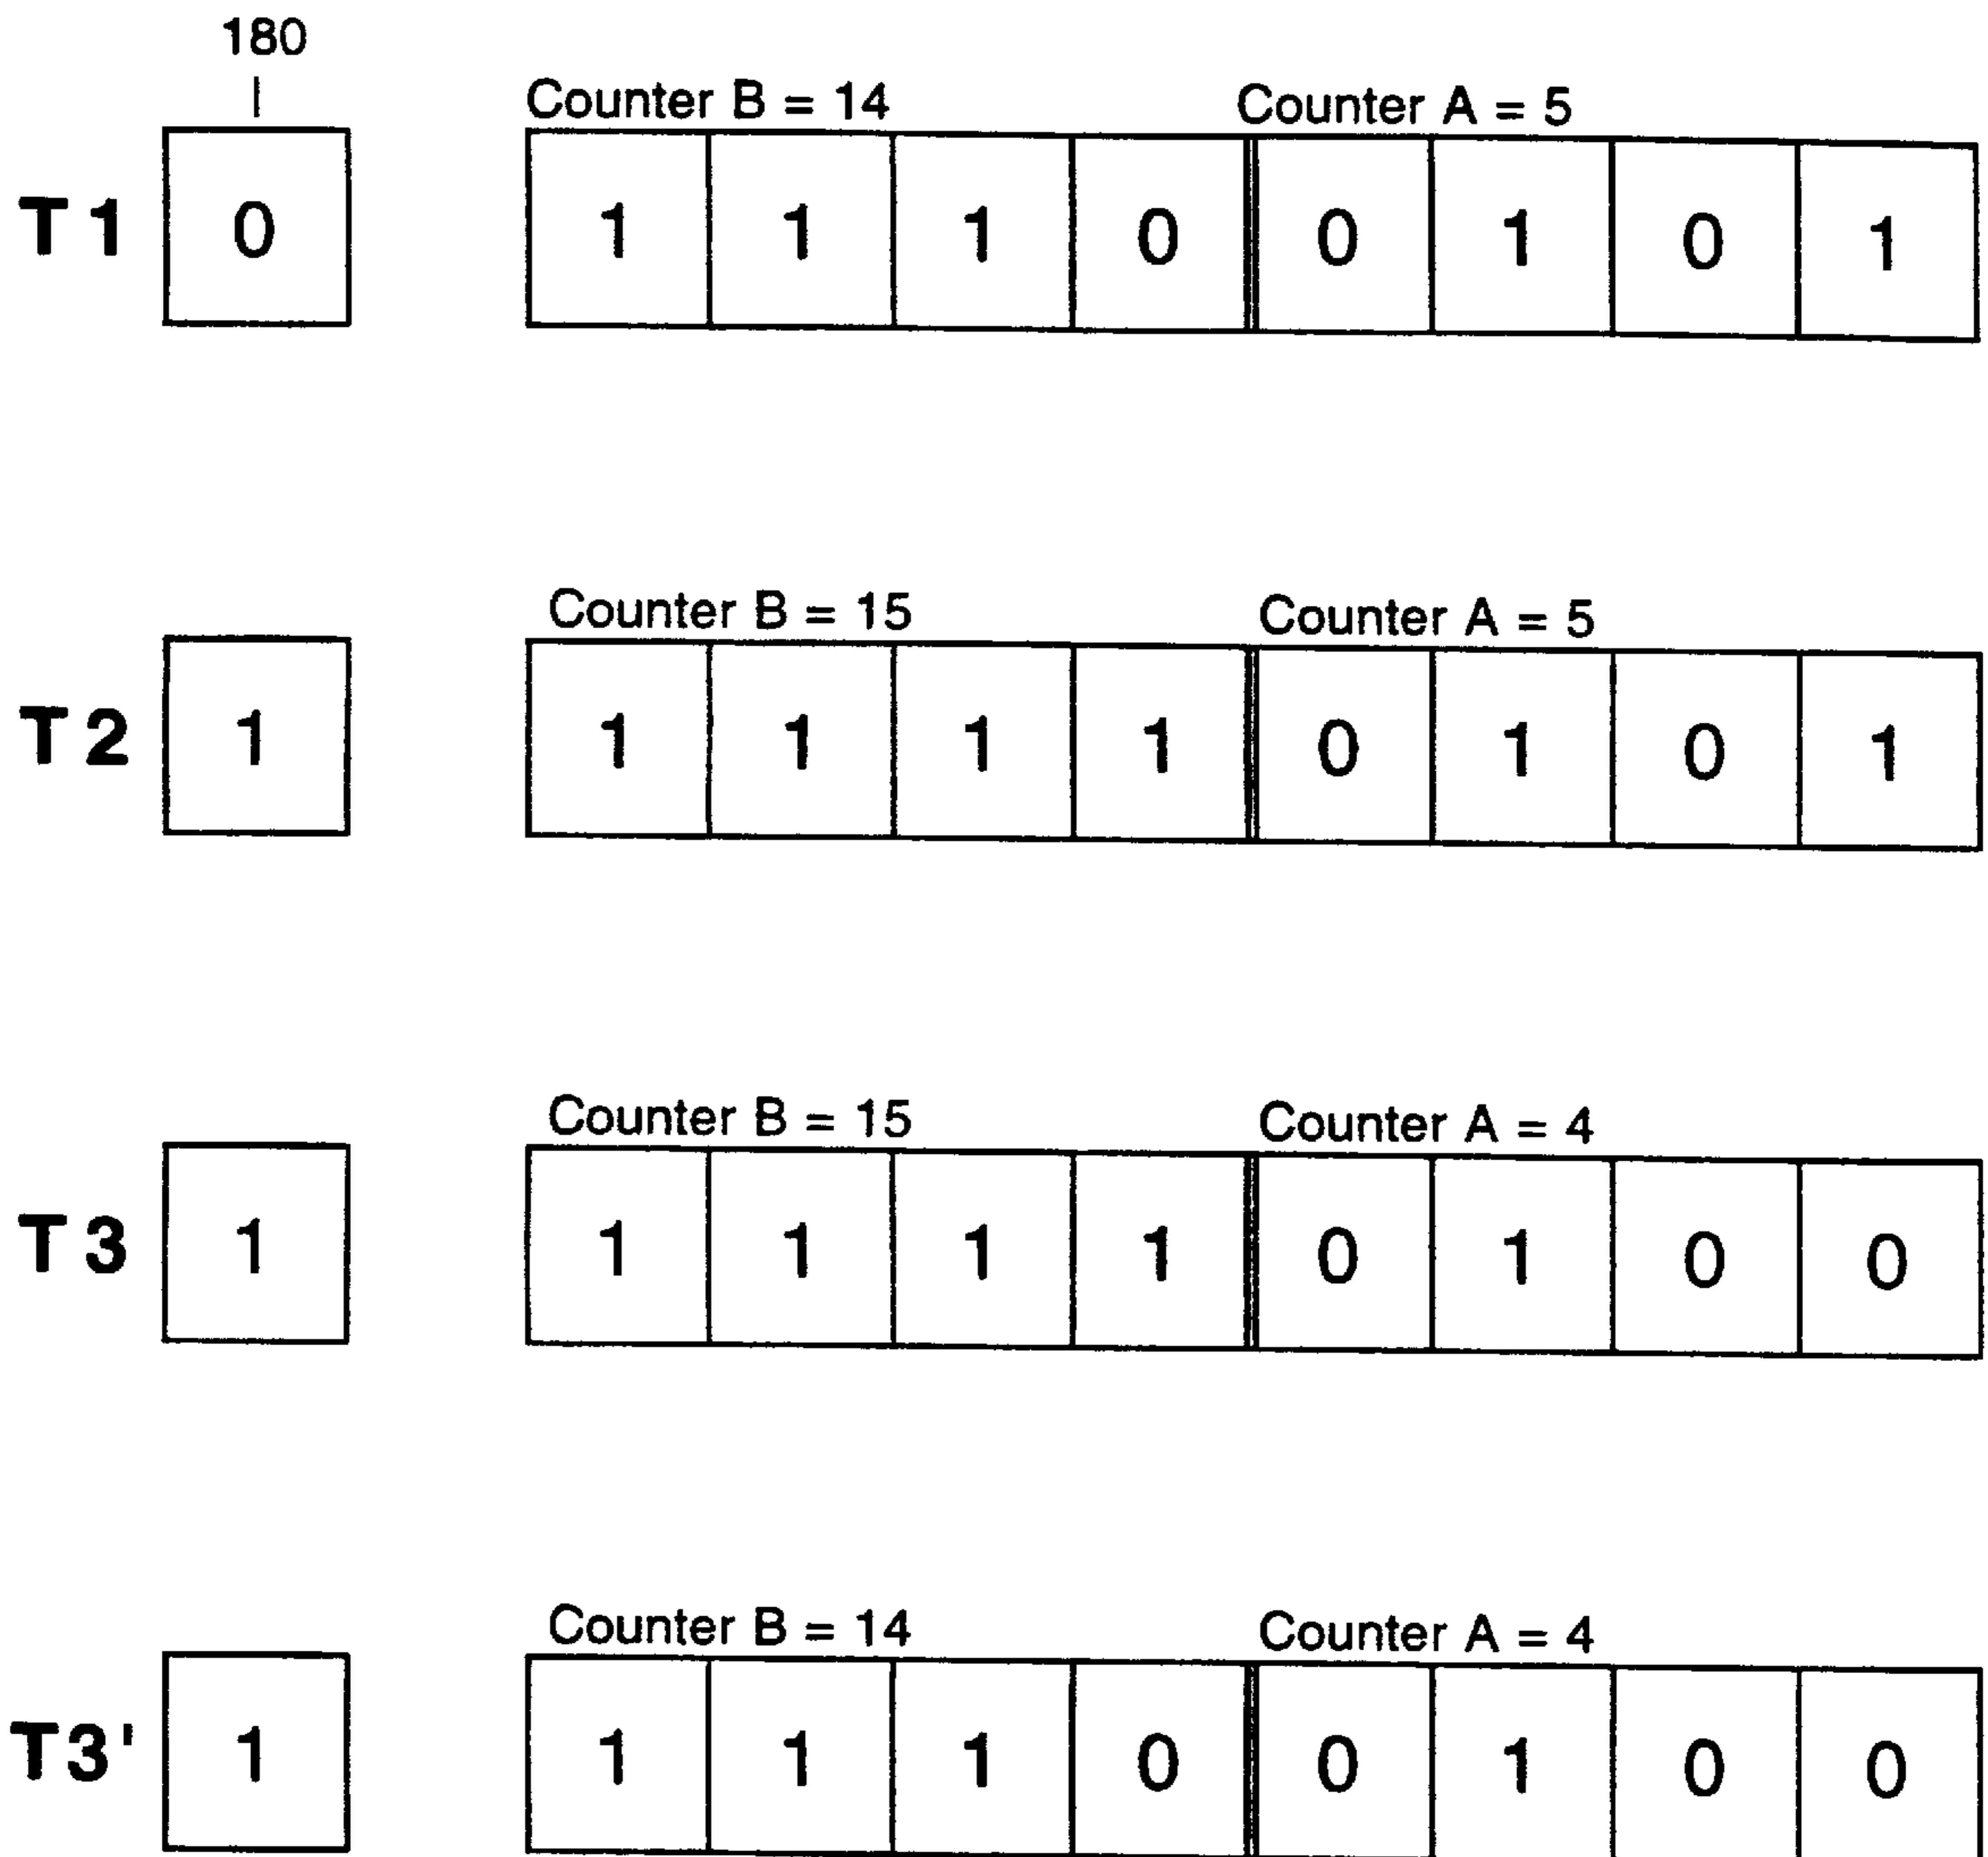 180
Counter B = 14 Counter A = 5
T1 0 1 1 1 0 0 1 0 1
Counter B = 15 Counter A = 5
T2 1 1 1 1 1 0 1 0 1
Counter B = 15 Counter A = 4
T3 1 1 1 1 1 0 1 0 0
Counter B = 14 Counter A = 4
T3' 1 1 1 1 0 0 1 0 0